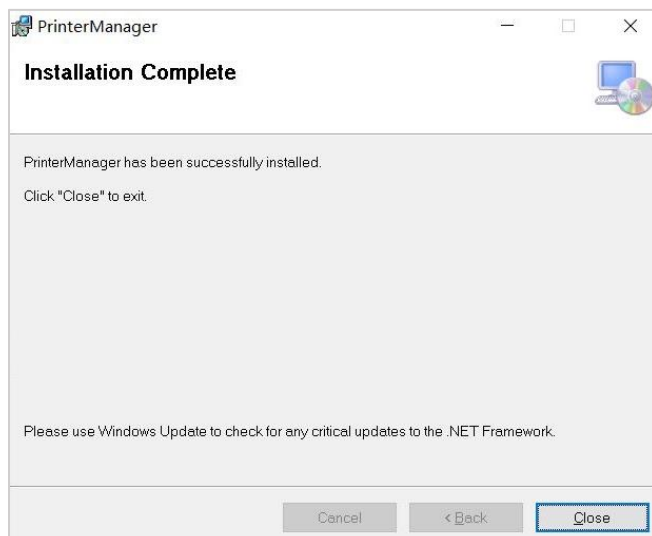 PrinterManager
Installation Complete
PrinterManager has been successfully installed.
Click "Close" to exit.
Please use Windows Update to check for any critical updates to the .NET Framework.
Cancel
< Back
Close